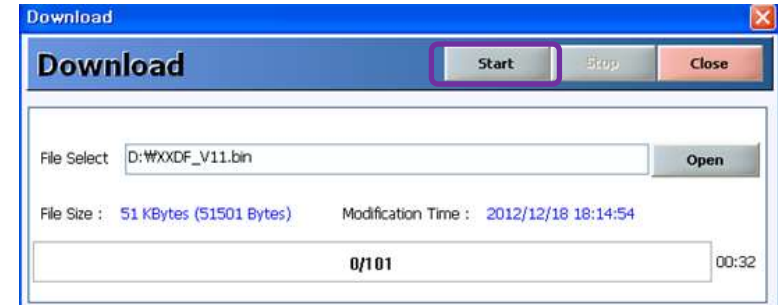 Download
Download Start Stop Close
File Select D:₩XXDF_V11.bin Open
File Size : 51 KBytes (51501 Bytes) Modification Time : 2012/12/18 18:14:54
0/101 00:32